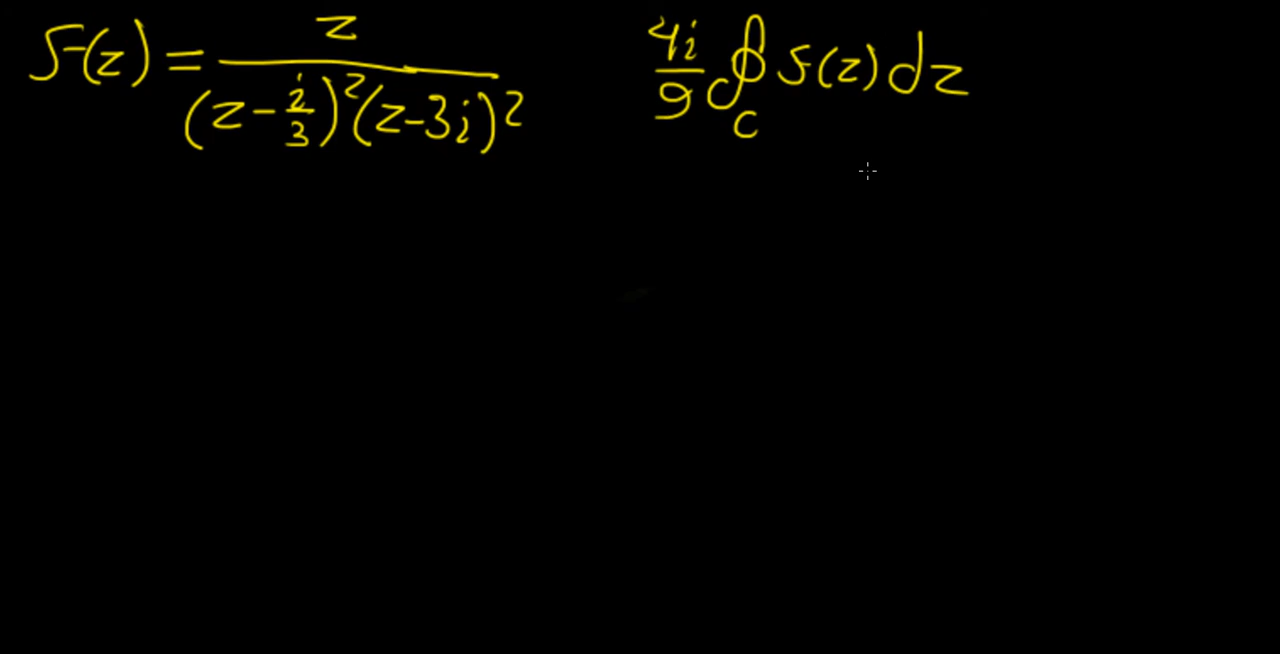 f(z) = z / ((z - i/3)²(z - 3i)²)
4i/9 ∮_C f(z) dz